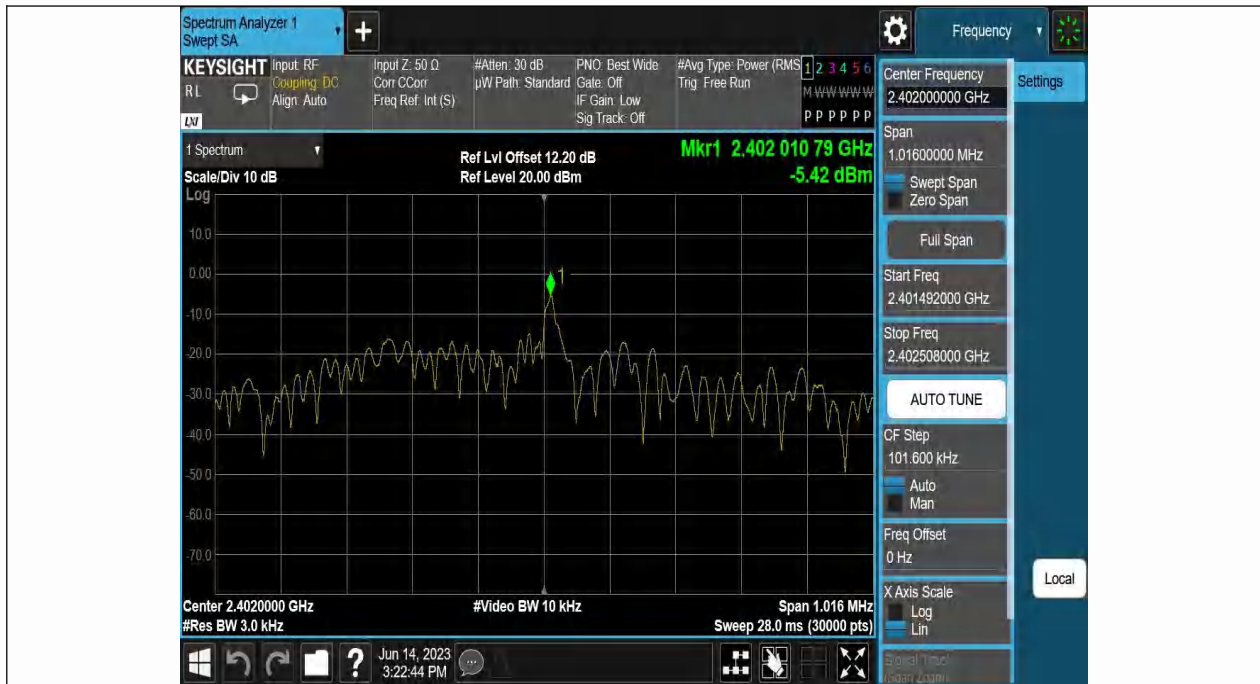 Spectrum Analyzer 1
Swept SA
Frequency
KEYSIGHT
RL
LXI
Input: RF
Coupling: DC
Align: Auto
Input Z: 50 Ω
Corr CCorr
Freq Ref: Int (S)
#Atten: 30 dB
µW Path: Standard
PNO: Best Wide
Gate: Off
IF Gain: Low
Sig Track: Off
#Avg Type: Power (RMS
Trig: Free Run
1 2 3 4 5 6
M W W W W W
P P P P P P
Center Frequency
2.402000000 GHz
Settings
Span
1.01600000 MHz
Swept Span
Zero Span
Full Span
Start Freq
2.401492000 GHz
Stop Freq
2.402508000 GHz
AUTO TUNE
CF Step
101.600 kHz
Auto
Man
Freq Offset
0 Hz
X Axis Scale
Log
Lin
Signal Track
(Span Zoom)
Local
1 Spectrum
Scale/Div 10 dB
Ref Lvl Offset 12.20 dB
Ref Level 20.00 dBm
Mkr1 2.402 010 79 GHz
-5.42 dBm
Log
10.0
0.00
-10.0
-20.0
-30.0
-40.0
-50.0
-60.0
-70.0
1
Center 2.4020000 GHz
#Video BW 10 kHz
Span 1.016 MHz
#Res BW 3.0 kHz
Sweep 28.0 ms (30000 pts)
?
Jun 14, 2023
3:22:44 PM